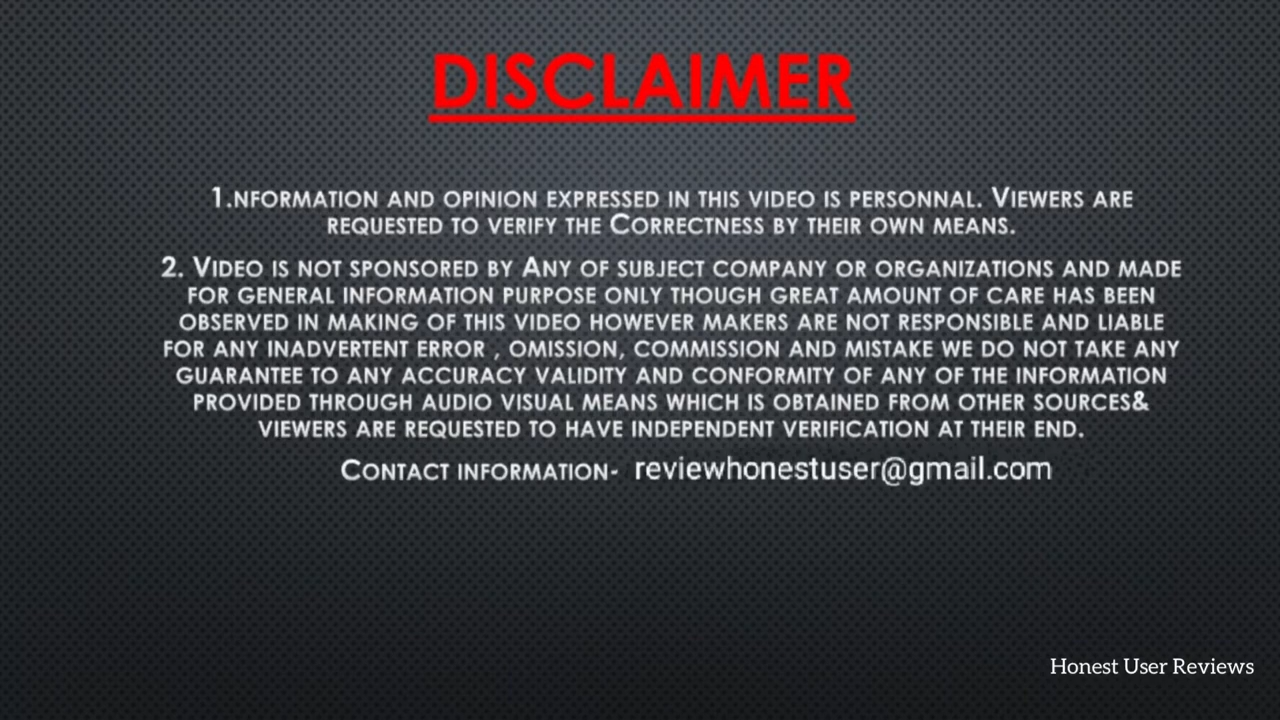 DISCLAIMER
1.NFORMATION AND OPINION EXPRESSED IN THIS VIDEO IS PERSONNAL. VIEWERS ARE
REQUESTED TO VERIFY THE CORRECTNESS BY THEIR OWN MEANS.
2. VIDEO IS NOT SPONSORED BY ANY OF SUBJECT COMPANY OR ORGANIZATIONS AND MADE
FOR GENERAL INFORMATION PURPOSE ONLY THOUGH GREAT AMOUNT OF CARE HAS BEEN
OBSERVED IN MAKING OF THIS VIDEO HOWEVER MAKERS ARE NOT RESPONSIBLE AND LIABLE
FOR ANY INADVERTENT ERROR , OMISSION, COMMISSION AND MISTAKE WE DO NOT TAKE ANY
GUARANTEE TO ANY ACCURACY VALIDITY AND CONFORMITY OF ANY OF THE INFORMATION
PROVIDED THROUGH AUDIO VISUAL MEANS WHICH IS OBTAINED FROM OTHER SOURCES&
VIEWERS ARE REQUESTED TO HAVE INDEPENDENT VERIFICATION AT THEIR END.
CONTACT INFORMATION- reviewhonestuser@gmail.com
Honest User Reviews